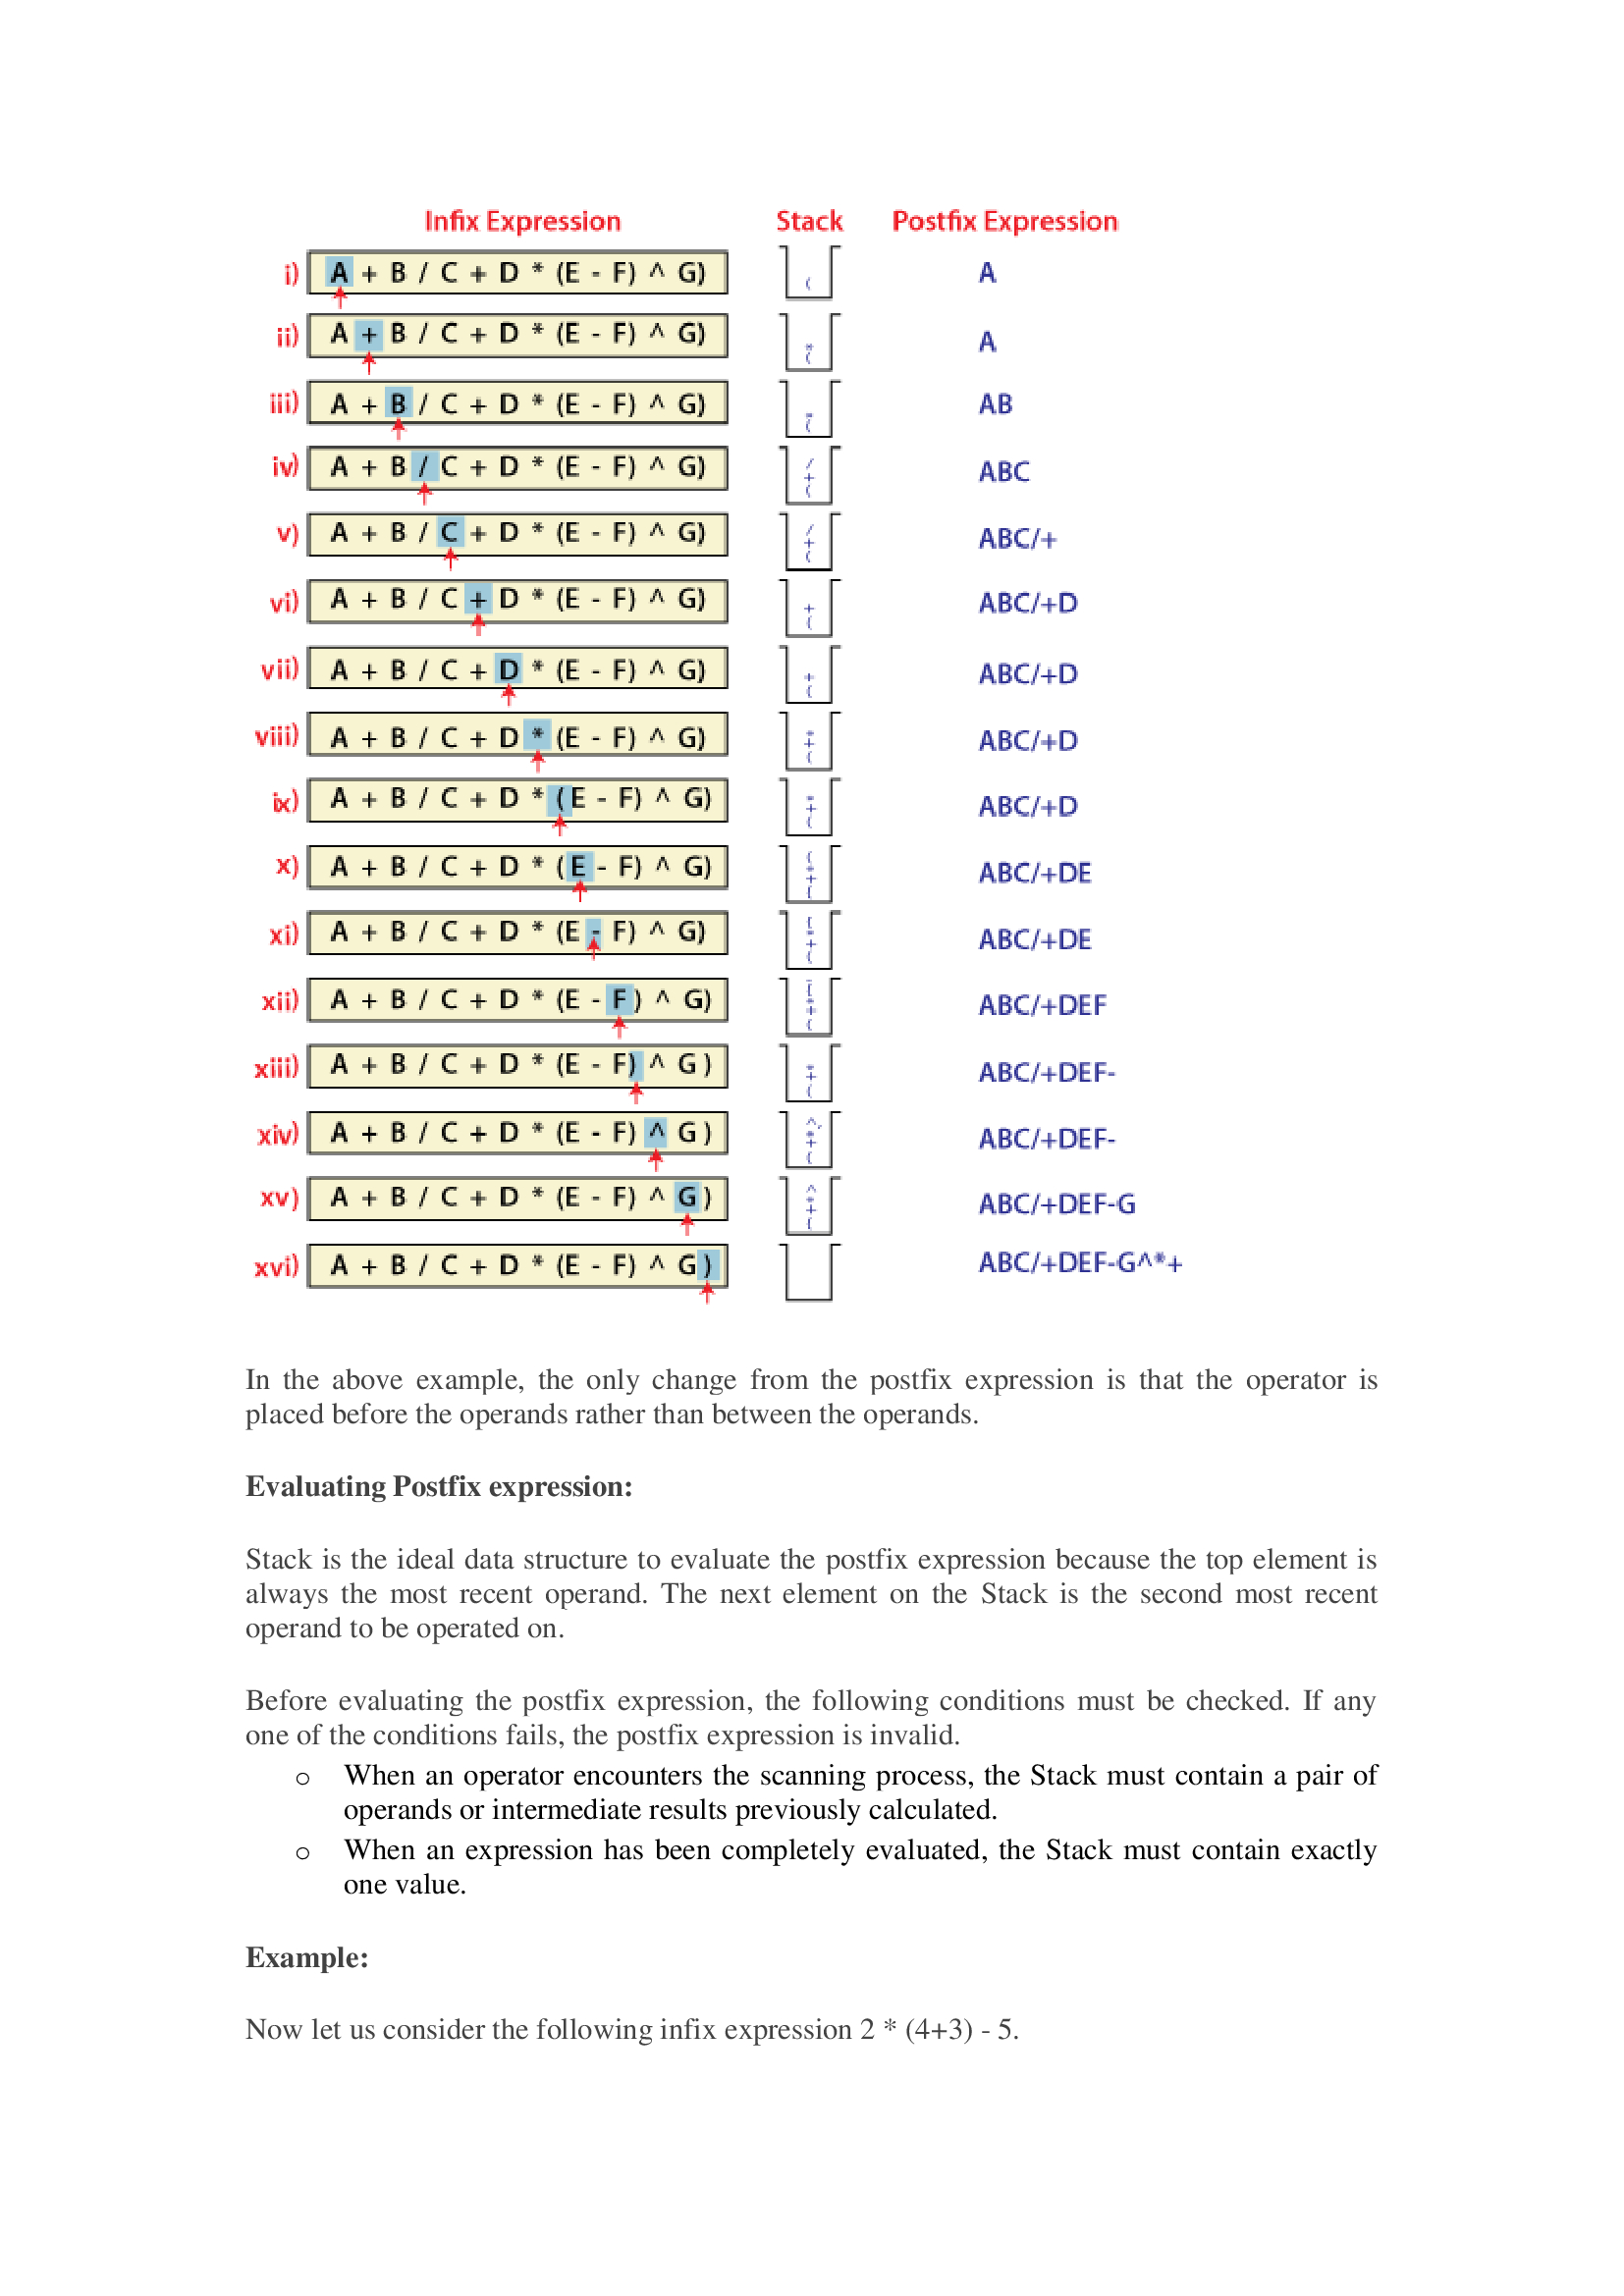 Infix Expression Stack Postfix Expression
i) A + B / C + D * (E - F) ^ G) ( A
ii) A + B / C + D * (E - F) ^ G) * ( A
iii) A + B / C + D * (E - F) ^ G) ( AB
iv) A + B / C + D * (E - F) ^ G) / + ( ABC
v) A + B / C + D * (E - F) ^ G) / + ( ABC/+
vi) A + B / C + D * (E - F) ^ G) + ( ABC/+D
vii) A + B / C + D * (E - F) ^ G) + ( ABC/+D
viii) A + B / C + D * (E - F) ^ G) * + ( ABC/+D
ix) A + B / C + D * (E - F) ^ G) + ( ABC/+D
x) A + B / C + D * (E - F) ^ G) ( * + ( ABC/+DE
xi) A + B / C + D * (E - F) ^ G) ( * + ( ABC/+DE
xii) A + B / C + D * (E - F) ^ G) - ( * + ( ABC/+DEF
xiii) A + B / C + D * (E - F) ^ G ) * + ( ABC/+DEF-
xiv) A + B / C + D * (E - F) ^ G ) ^ * + ( ABC/+DEF-
xv) A + B / C + D * (E - F) ^ G ) ^ * + ( ABC/+DEF-G
xvi) A + B / C + D * (E - F) ^ G ) ABC/+DEF-G^*+
In the above example, the only change from the postfix expression is that the operator is
placed before the operands rather than between the operands.
Evaluating Postfix expression:
Stack is the ideal data structure to evaluate the postfix expression because the top element is
always the most recent operand. The next element on the Stack is the second most recent
operand to be operated on.
Before evaluating the postfix expression, the following conditions must be checked. If any
one of the conditions fails, the postfix expression is invalid.
o When an operator encounters the scanning process, the Stack must contain a pair of
operands or intermediate results previously calculated.
o When an expression has been completely evaluated, the Stack must contain exactly
one value.
Example:
Now let us consider the following infix expression 2 * (4+3) - 5.